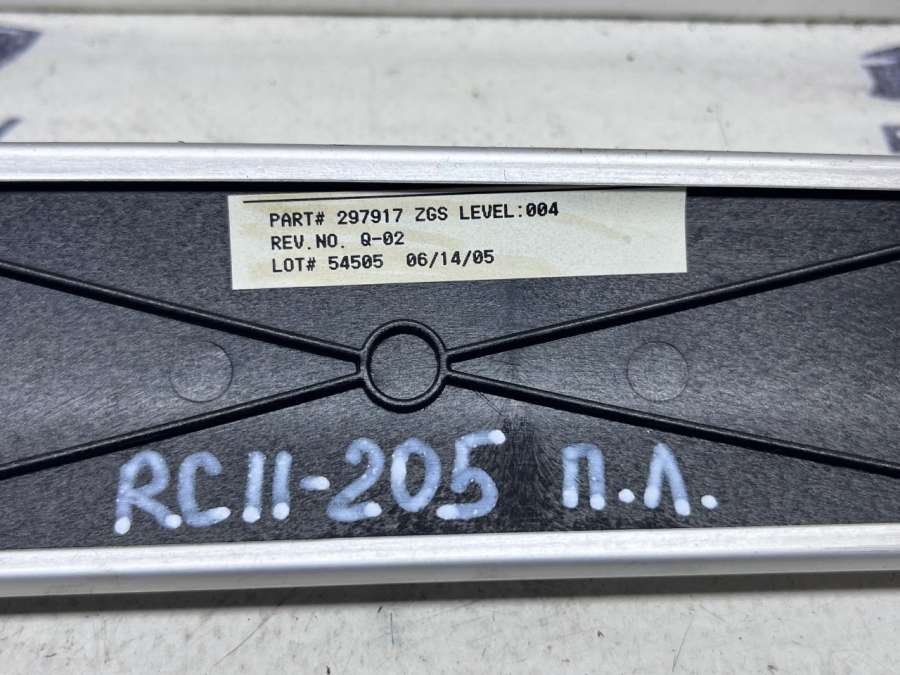 PART# 297917 ZGS LEVEL:004
REV.NO. Q-02
LOT# 54505 06/14/05
RC11-205 П.Л.